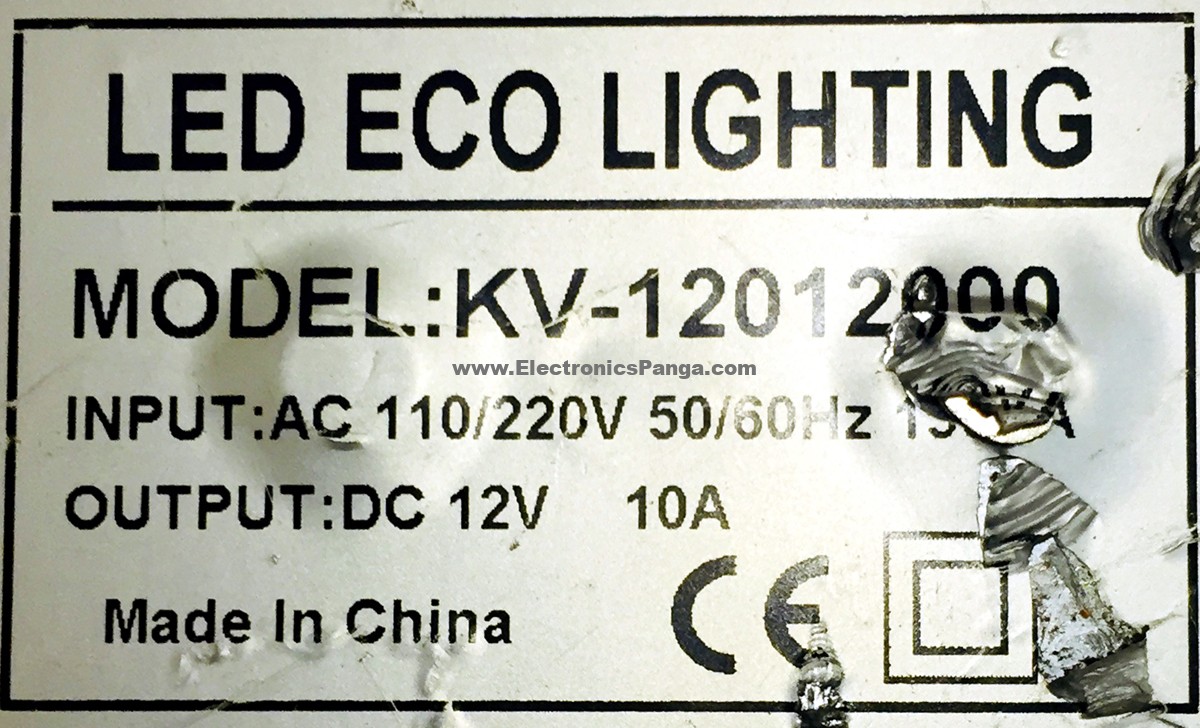 LED ECO LIGHTING
MODEL:KV-12012000
www.ElectronicsPanga.com
INPUT:AC 110/220V 50/60Hz
OUTPUT:DC 12V 10A
Made In China CE